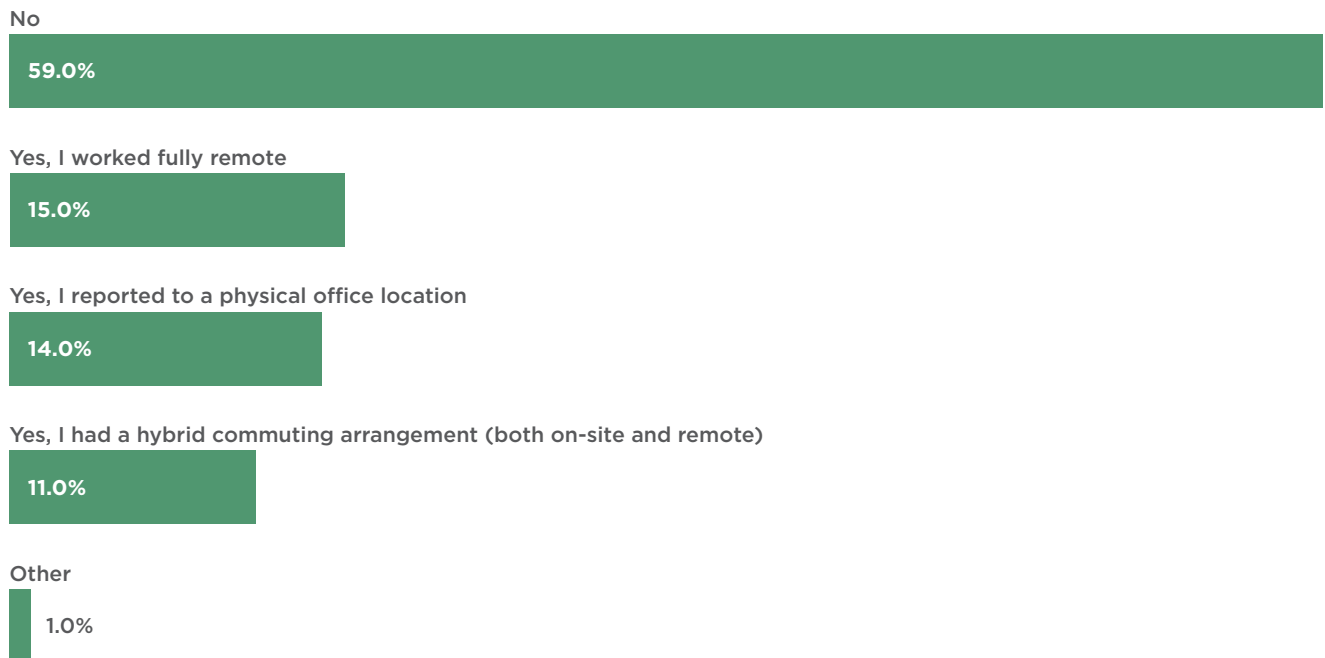 No
59.0%
Yes, I worked fully remote
15.0%
Yes, I reported to a physical office location
14.0%
Yes, I had a hybrid commuting arrangement (both on-site and remote)
11.0%
Other
1.0%